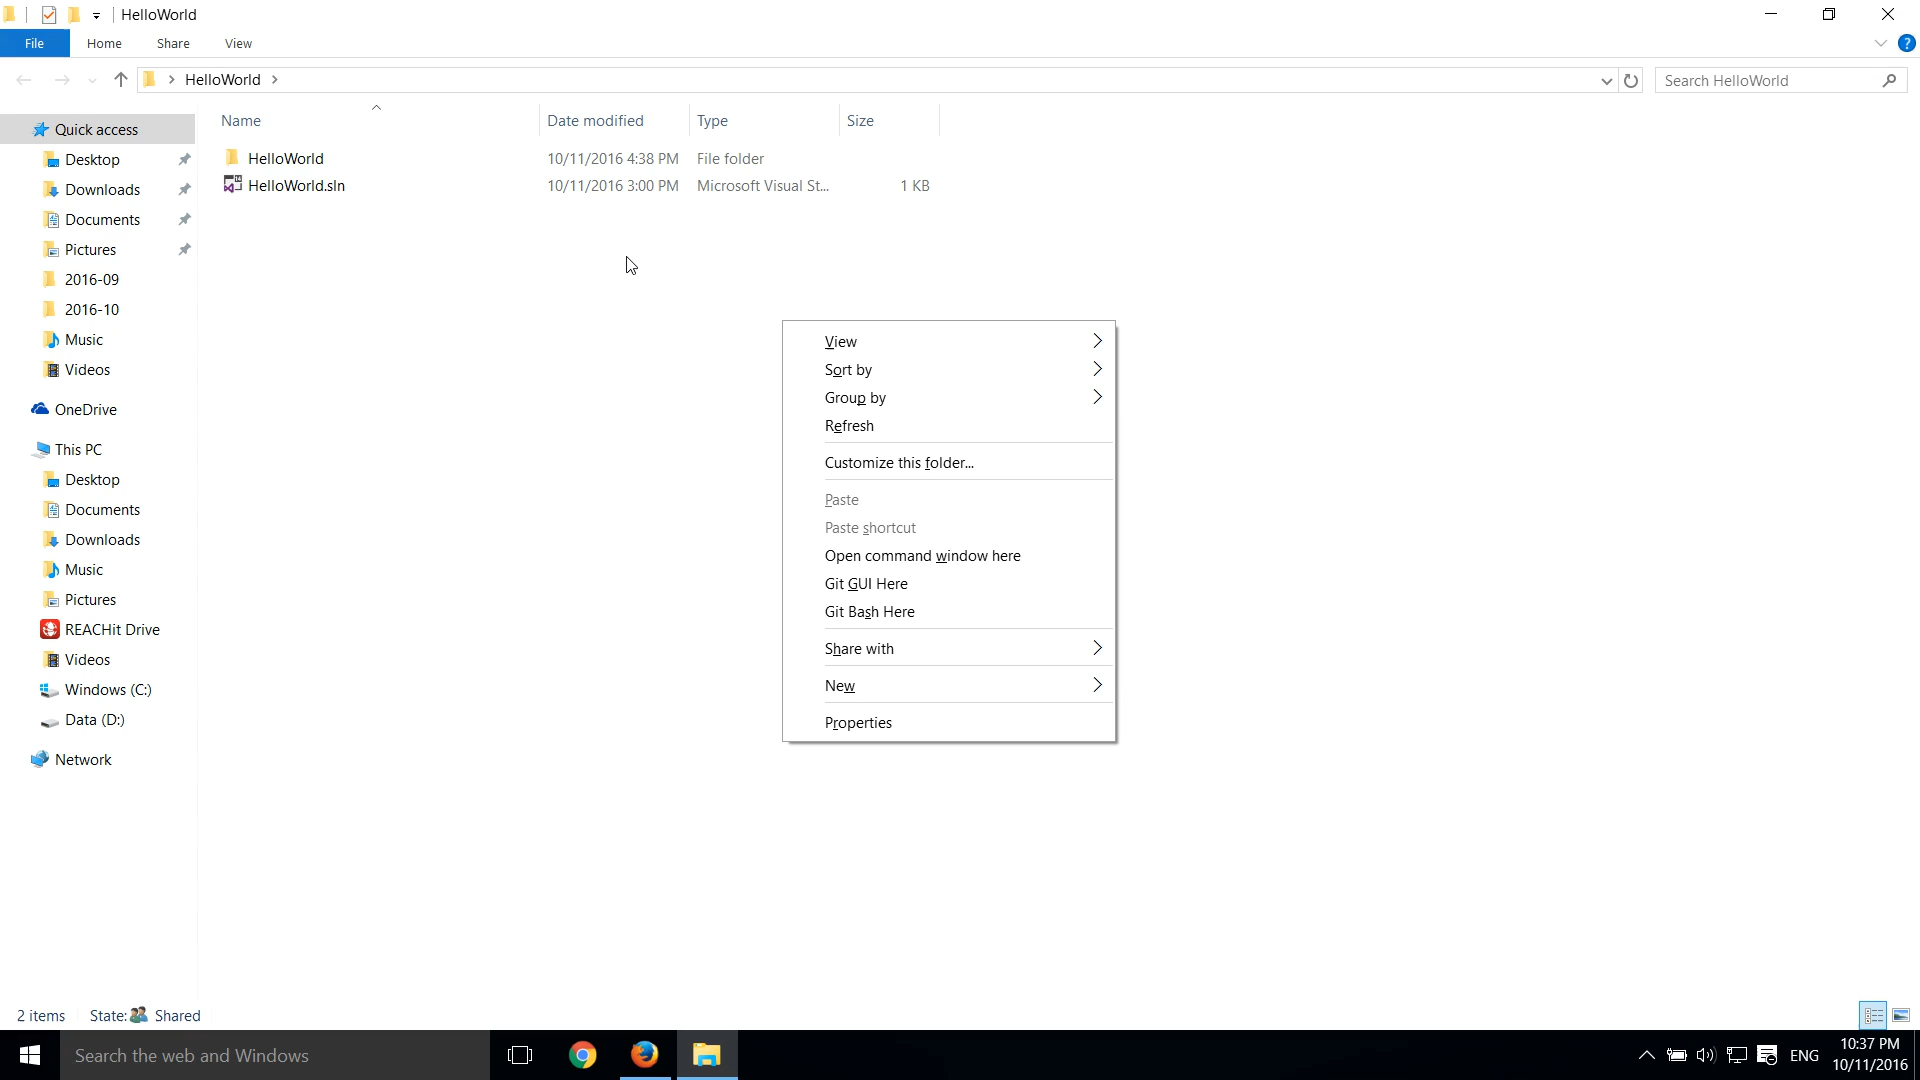 HelloWorld
File Home Share View
HelloWorld
Search HelloWorld
Name Date modified Type Size
HelloWorld 10/11/2016 4:38 PM File folder
HelloWorld.sln 10/11/2016 3:00 PM Microsoft Visual St... 1 KB
Quick access
Desktop
Downloads
Documents
Pictures
2016-09
2016-10
Music
Videos
OneDrive
This PC
Desktop
Documents
Downloads
Music
Pictures
REACHit Drive
Videos
Windows (C:)
Data (D:)
Network
View
Sort by
Group by
Refresh
Customize this folder...
Paste
Paste shortcut
Open command window here
Git GUI Here
Git Bash Here
Share with
New
Properties
2 items State: Shared
Search the web and Windows
ENG
10:37 PM
10/11/2016